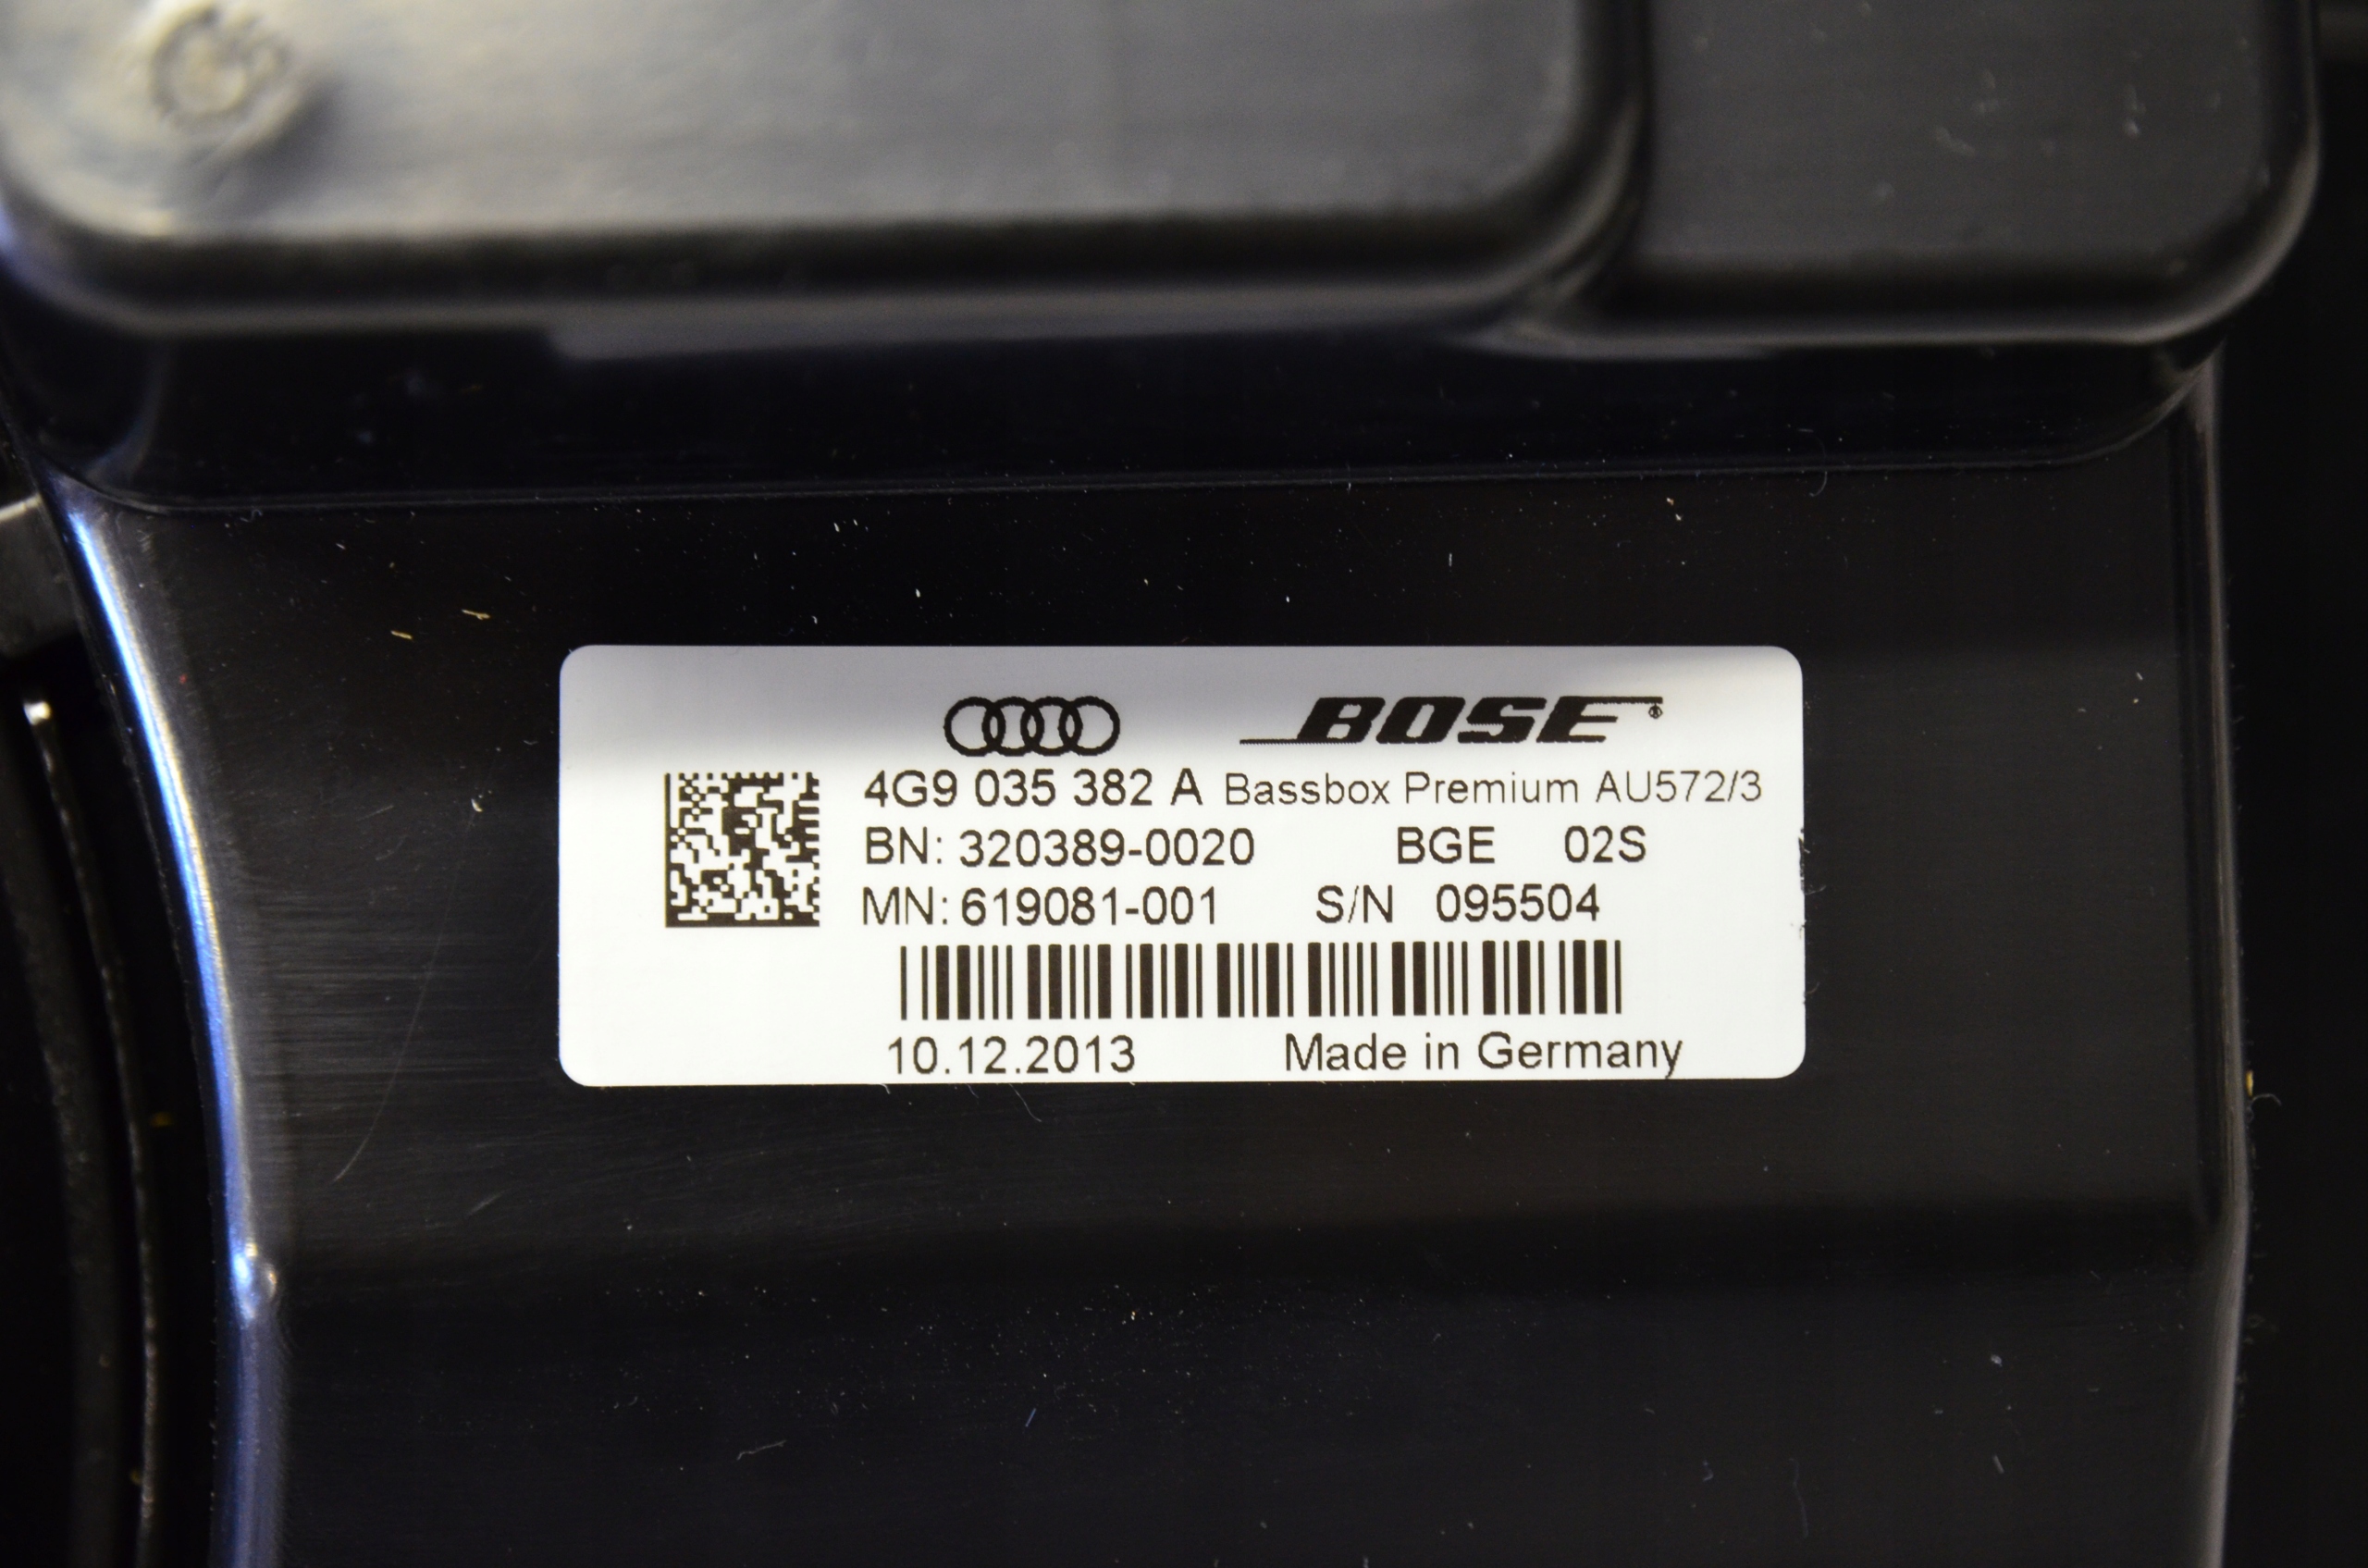 BOSE®
4G9 035 382 A Bassbox Premium AU572/3
BN: 320389-0020 BGE 02S
MN: 619081-001 S/N 095504
10.12.2013 Made in Germany